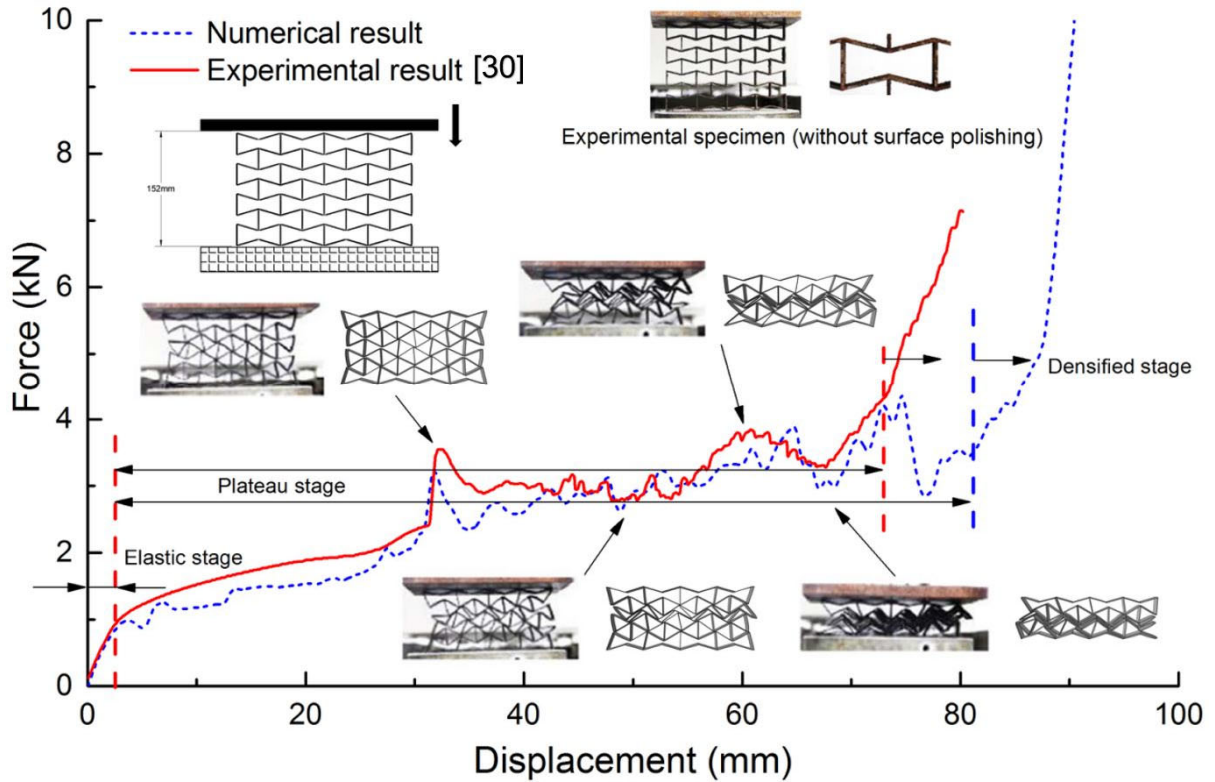 10
8
6
4
2
0
Force (kN)
Numerical result
Experimental result [30]
Experimental specimen (without surface polishing)
152mm
Densified stage
Plateau stage
Elastic stage
0 20 40 60 80 100
Displacement (mm)